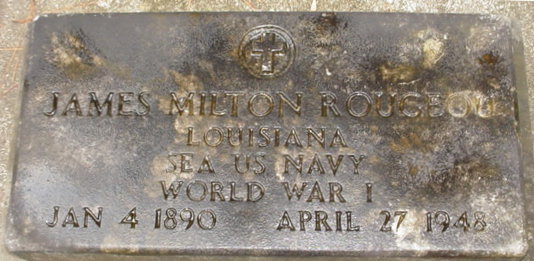 JAMES MILTON ROUGEOU
LOUISIANA
SEA US NAVY
WORLD WAR I
JAN 4 1890 APRIL 27 1948